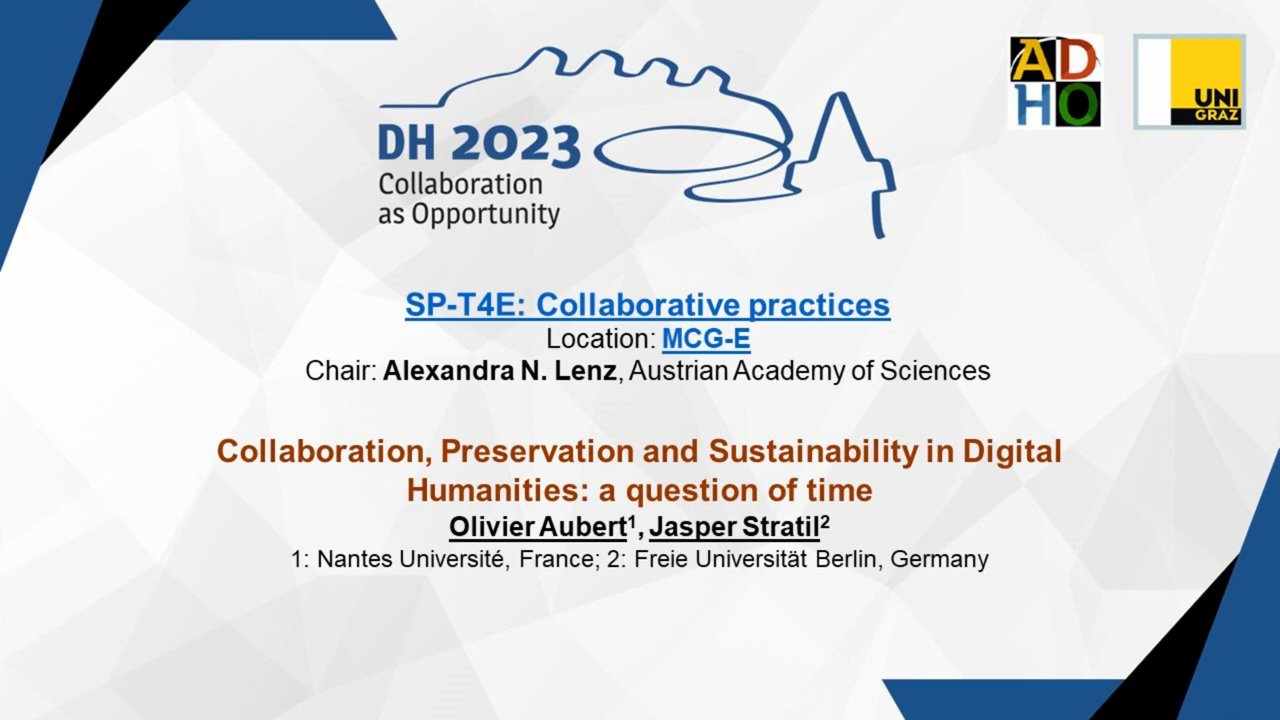 DH 2023
Collaboration
as Opportunity
AD
HO
UNI
GRAZ
SP-T4E: Collaborative practices
Location: MCG-E
Chair: Alexandra N. Lenz, Austrian Academy of Sciences
Collaboration, Preservation and Sustainability in Digital
Humanities: a question of time
Olivier Aubert¹, Jasper Stratil²
1: Nantes Université, France; 2: Freie Universität Berlin, Germany